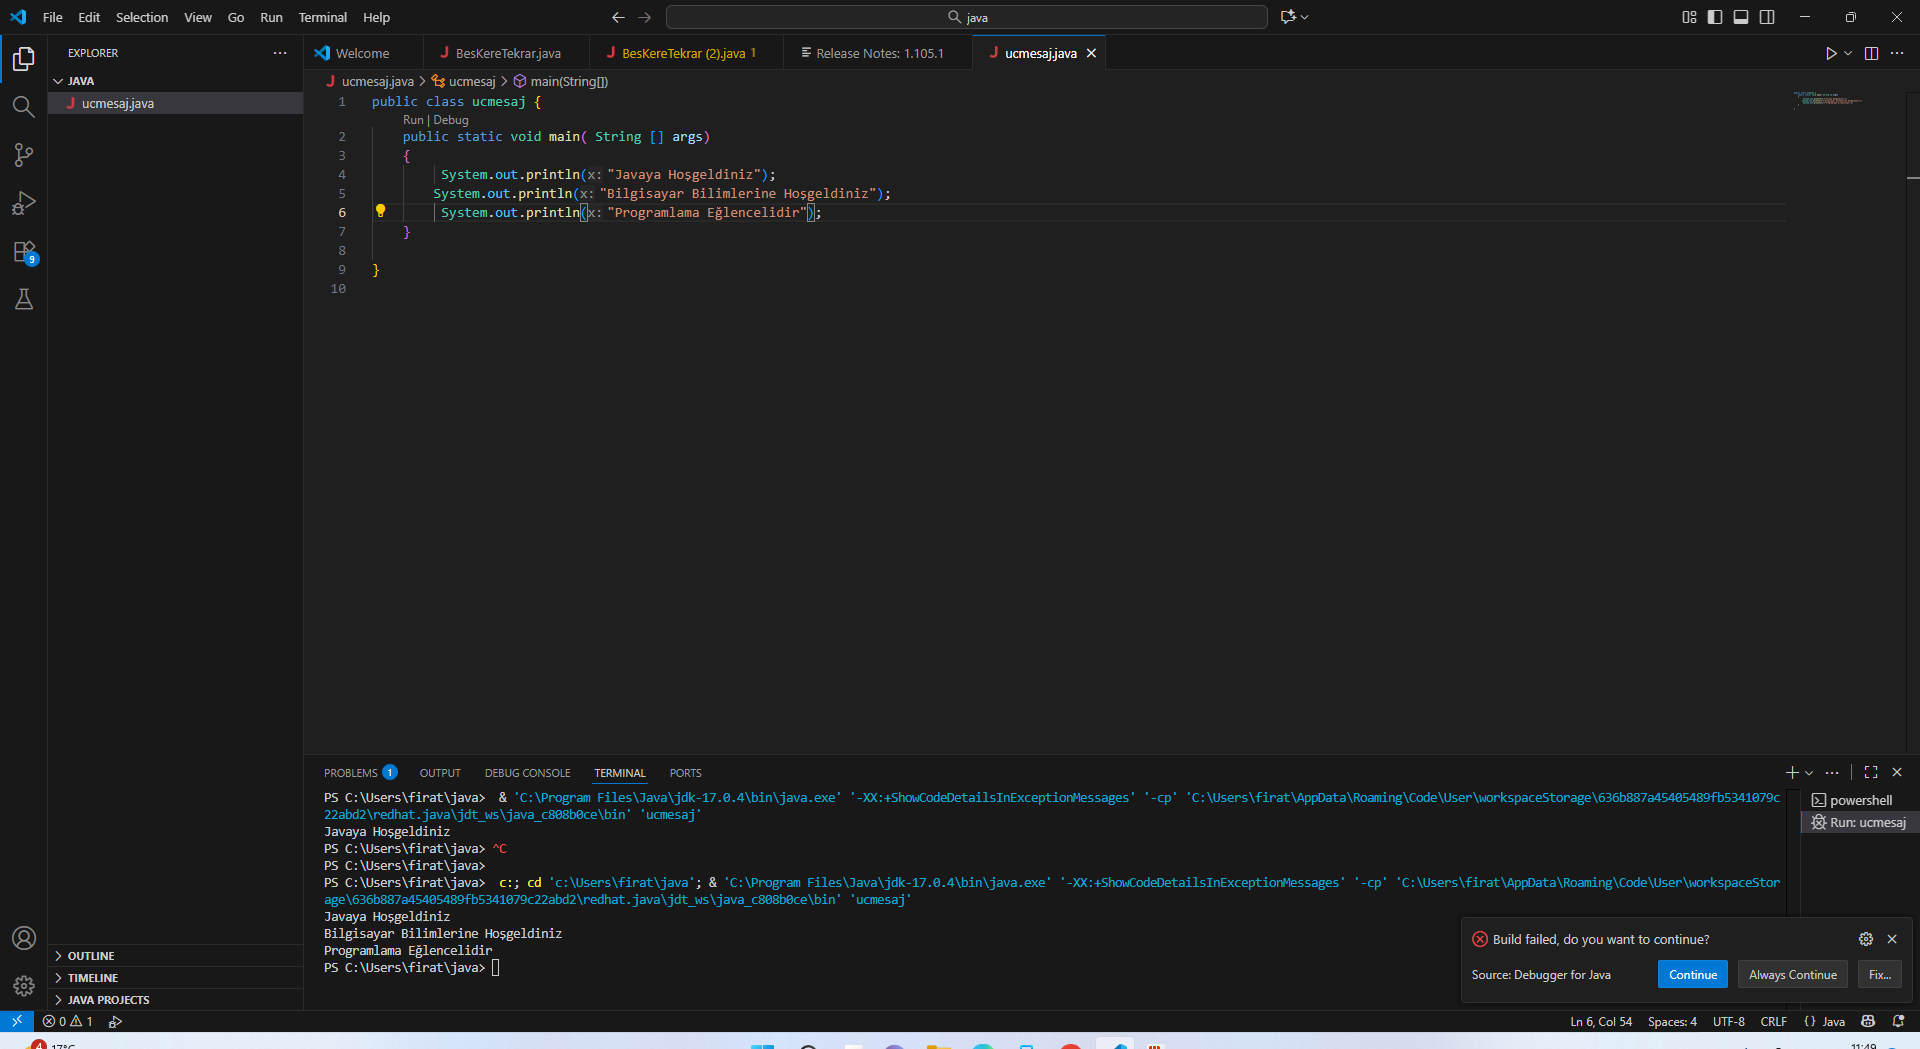 File Edit Selection View Go Run Terminal Help
java
EXPLORER
JAVA
ucmesaj.java
9
Welcome
BesKereTekrar.java
BesKereTekrar (2).java 1
Release Notes: 1.105.1
ucmesaj.java
ucmesaj.java > ucmesaj > main(String[])
1 public class ucmesaj {
Run | Debug
2 public static void main( String [] args)
3 {
4 System.out.println(x: "Javaya Hoşgeldiniz");
5 System.out.println(x: "Bilgisayar Bilimlerine Hoşgeldiniz");
6 System.out.println(x: "Programlama Eğlencelidir");
7 }
8
9 }
10
PROBLEMS 1 OUTPUT DEBUG CONSOLE TERMINAL PORTS
PS C:\Users\firat\java> & 'C:\Program Files\Java\jdk-17.0.4\bin\java.exe' '-XX:+ShowCodeDetailsInExceptionMessages' '-cp' 'C:\Users\firat\AppData\Roaming\Code\User\workspaceStorage\636b887a45405489fb5341079c
22abd2\redhat.java\jdt_ws\java_c808b0ce\bin' 'ucmesaj'
Javaya Hoşgeldiniz
PS C:\Users\firat\java> ^C
PS C:\Users\firat\java>
PS C:\Users\firat\java> c:; cd 'c:\Users\firat\java'; & 'C:\Program Files\Java\jdk-17.0.4\bin\java.exe' '-XX:+ShowCodeDetailsInExceptionMessages' '-cp' 'C:\Users\firat\AppData\Roaming\Code\User\workspaceStor
age\636b887a45405489fb5341079c22abd2\redhat.java\jdt_ws\java_c808b0ce\bin' 'ucmesaj'
Javaya Hoşgeldiniz
Bilgisayar Bilimlerine Hoşgeldiniz
Programlama Eğlencelidir
PS C:\Users\firat\java>
powershell
Run: ucmesaj
Build failed, do you want to continue?
Source: Debugger for Java
Continue
Always Continue
Fix...
OUTLINE
TIMELINE
JAVA PROJECTS
0 1
Ln 6, Col 54 Spaces: 4 UTF-8 CRLF {} Java
4
17°C
11:49